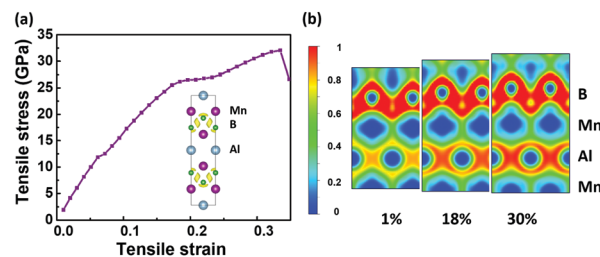 (a)
Tensile stress (GPa)
35
30
25
20
15
10
5
0
0.0
0.1
0.2
0.3
Tensile strain
Mn
B
Al
(b)
1
0.8
0.6
0.4
0.2
0
B
Mn
Al
Mn
1%
18%
30%